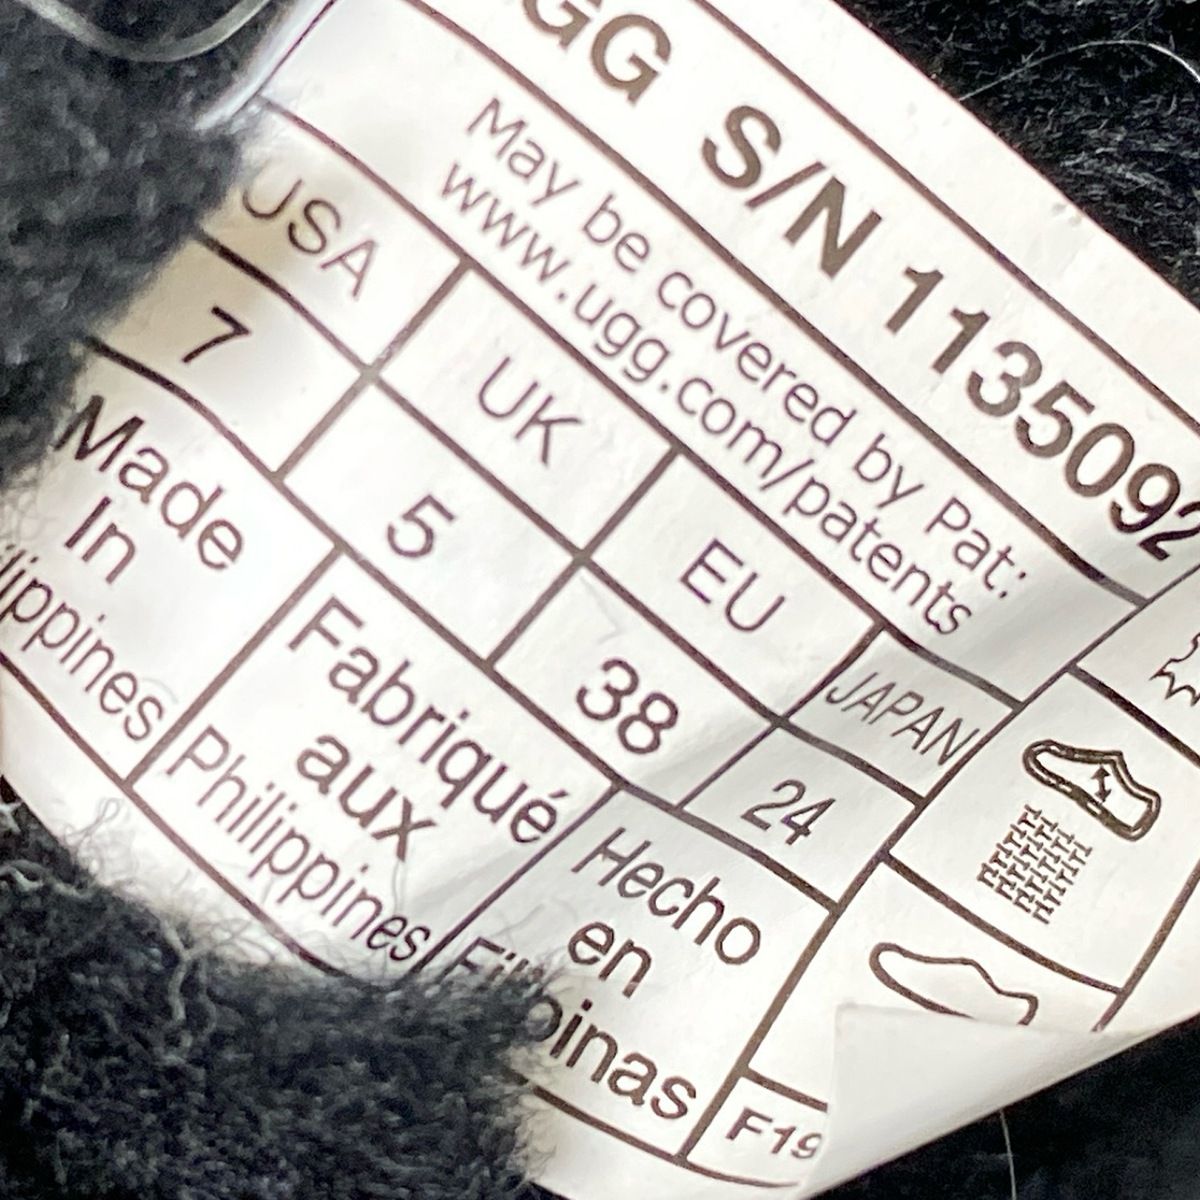 GG S/N 1135092
May be covered by Pat:
www.ugg.com/patents
USA UK EU JAPAN
7 5 38 24
Made
In
ilippines
Fabriqué
aux
Philippines
Hecho
en
Filipinas
F19